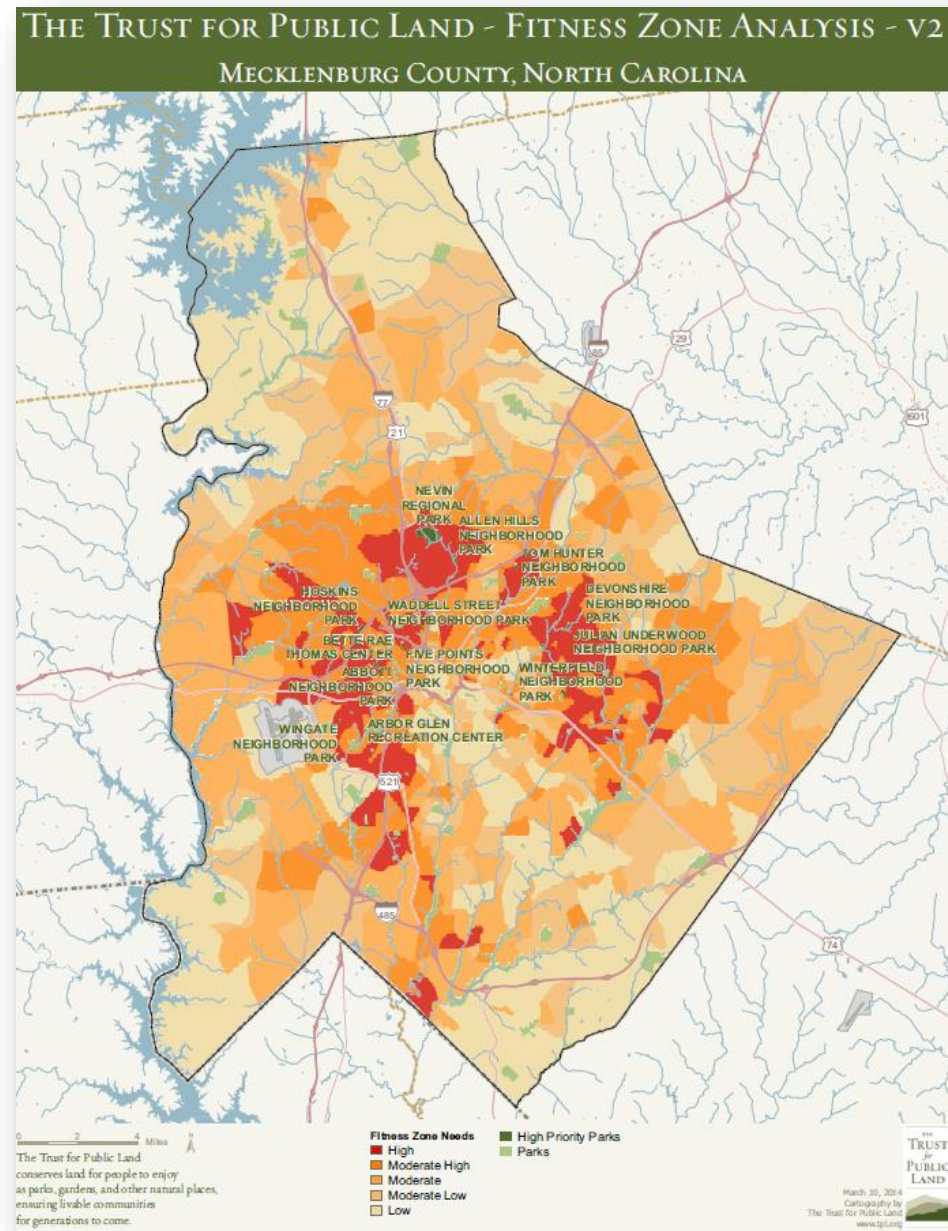 THE TRUST FOR PUBLIC LAND - FITNESS ZONE ANALYSIS - V2
MECKLENBURG COUNTY, NORTH CAROLINA
85
29
601
77
21
NEVIN
REGIONAL
PARK
ALLEN HILLS
NEIGHBORHOOD
PARK
TOM HUNTER
NEIGHBORHOOD
PARK
HOSKINS
NEIGHBORHOOD
PARK
WADDELL STREET
NEIGHBORHOOD PARK
DEVONSHIRE
NEIGHBORHOOD
PARK
JULIAN UNDERWOOD
NEIGHBORHOOD PARK
BETTE RAE
THOMAS CENTER
FIVE POINTS
NEIGHBORHOOD
PARK
ABBOTT
NEIGHBORHOOD
PARK
WINTERFIELD
NEIGHBORHOOD
PARK
WINGATE
NEIGHBORHOOD
PARK
ARBOR GLEN
RECREATION CENTER
521
485
74
0 2 4 Miles
N
The Trust for Public Land
conserves land for people to enjoy
as parks, gardens, and other natural places,
ensuring livable communities
for generations to come.
Fitness Zone Needs
High
Moderate High
Moderate
Moderate Low
Low
High Priority Parks
Parks
March 10, 2014
Cartography by
The Trust for Public Land
www.tpl.org
THE
TRUST
for
PUBLIC
LAND